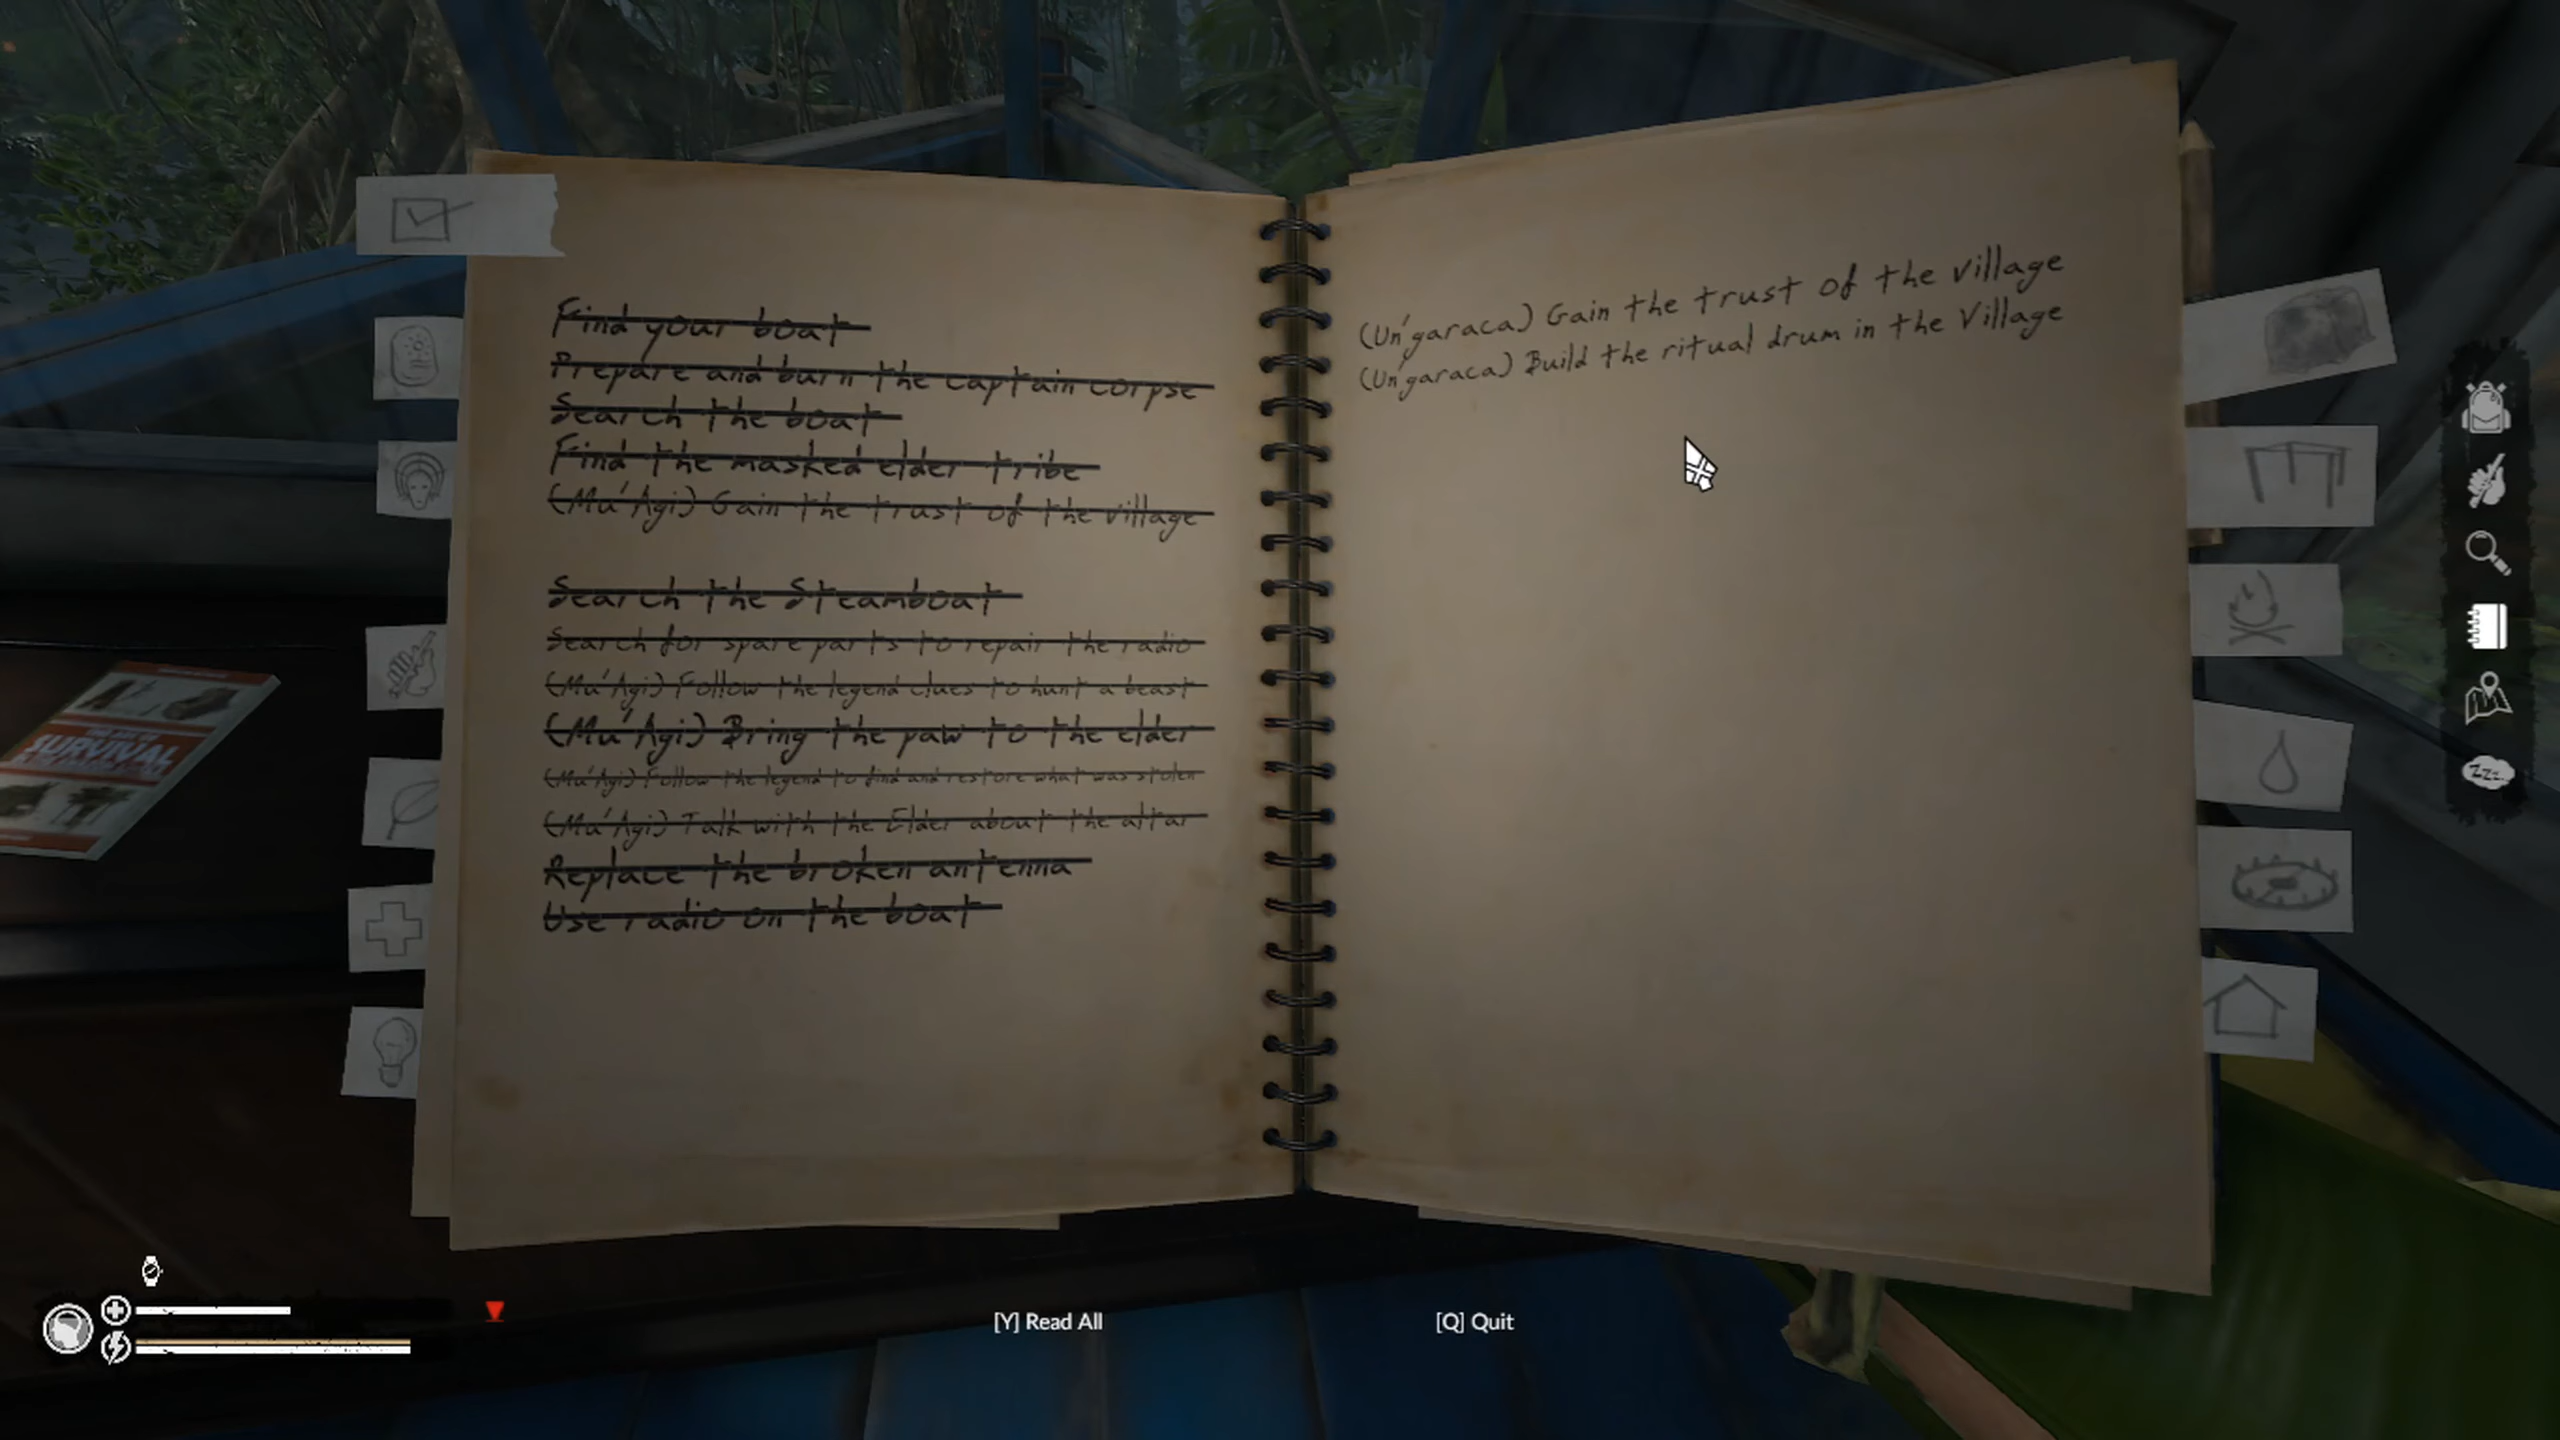 Find your boat
Prepare and burn the captain corpse
Search the boat
Find the masked elder tribe
(Mu'Agi) Gain the trust of the village
Search the Steamboat
Search for spare parts to repair the radio
(Mu'Agi) Follow the legend clues to hunt a beast
(Mu'Agi) Bring the paw to the elder
(Mu'Agi) Follow the legend to find and restore what was stolen
(Mu'Agi) Talk with the Elder about the altar
Replace the broken antenna
Use radio on the boat
(Un'garaca) Gain the trust of the village
(Un'garaca) Build the ritual drum in the Village
SURVIVAL
Zzz..
[Y] Read All
[Q] Quit